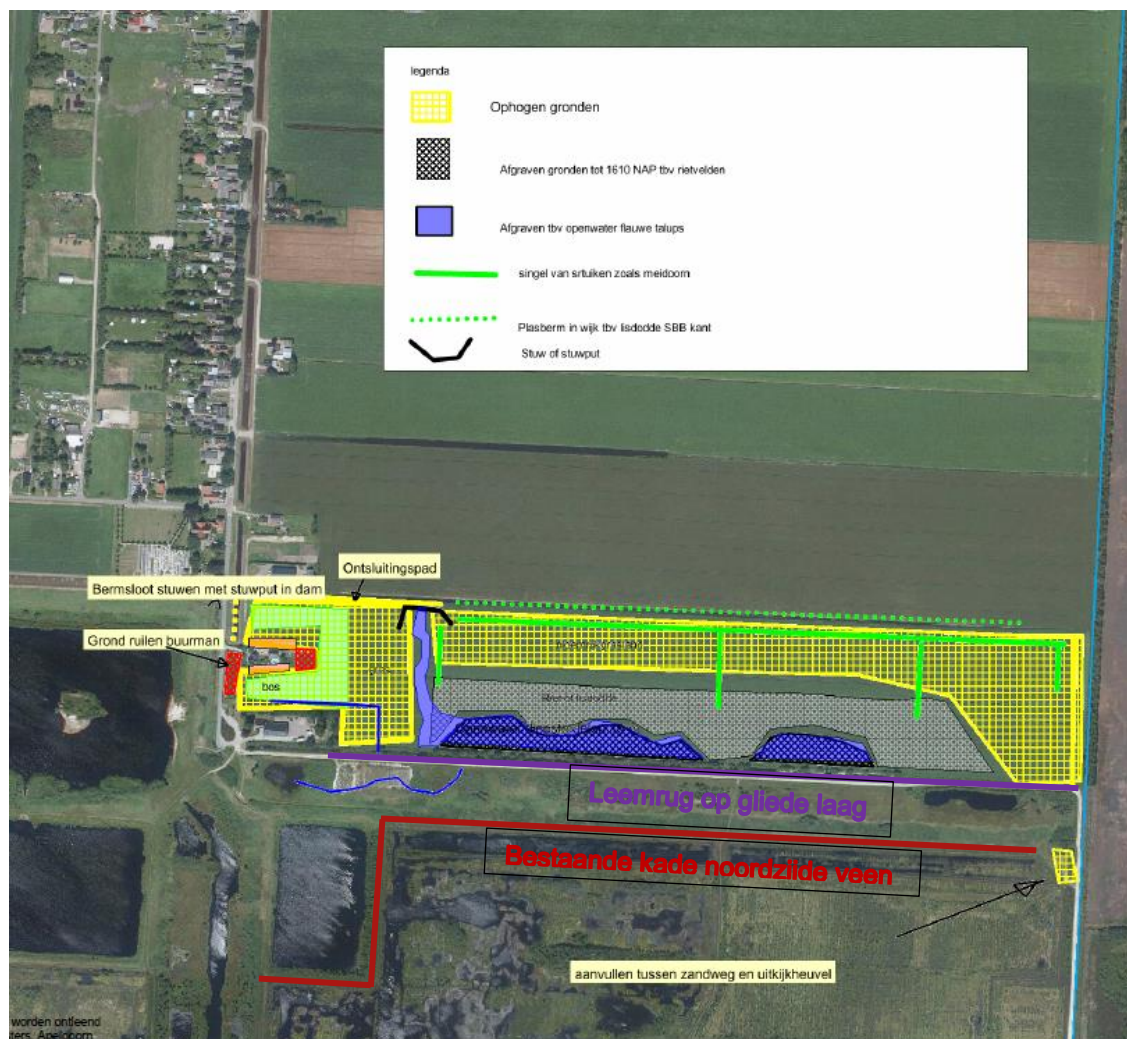 legenda
Ophogen gronden
Afgraven gronden tot 1610 NAP tbv rietvelden
Afgraven tbv openwater flauwe talups
singel van srtuiken zoals meidoorn
Plasberm in wijk tbv lisdodde SBB kant
Stuw of stuwput
Ontsluitingspad
Bermsloot stuwen met stuwput in dam
Grond ruilen buurman
bos
Leemrug op gliede laag
Bestaande kade noordziide veen
aanvullen tussen zandweg en uitkijkheuvel
worden ontleend